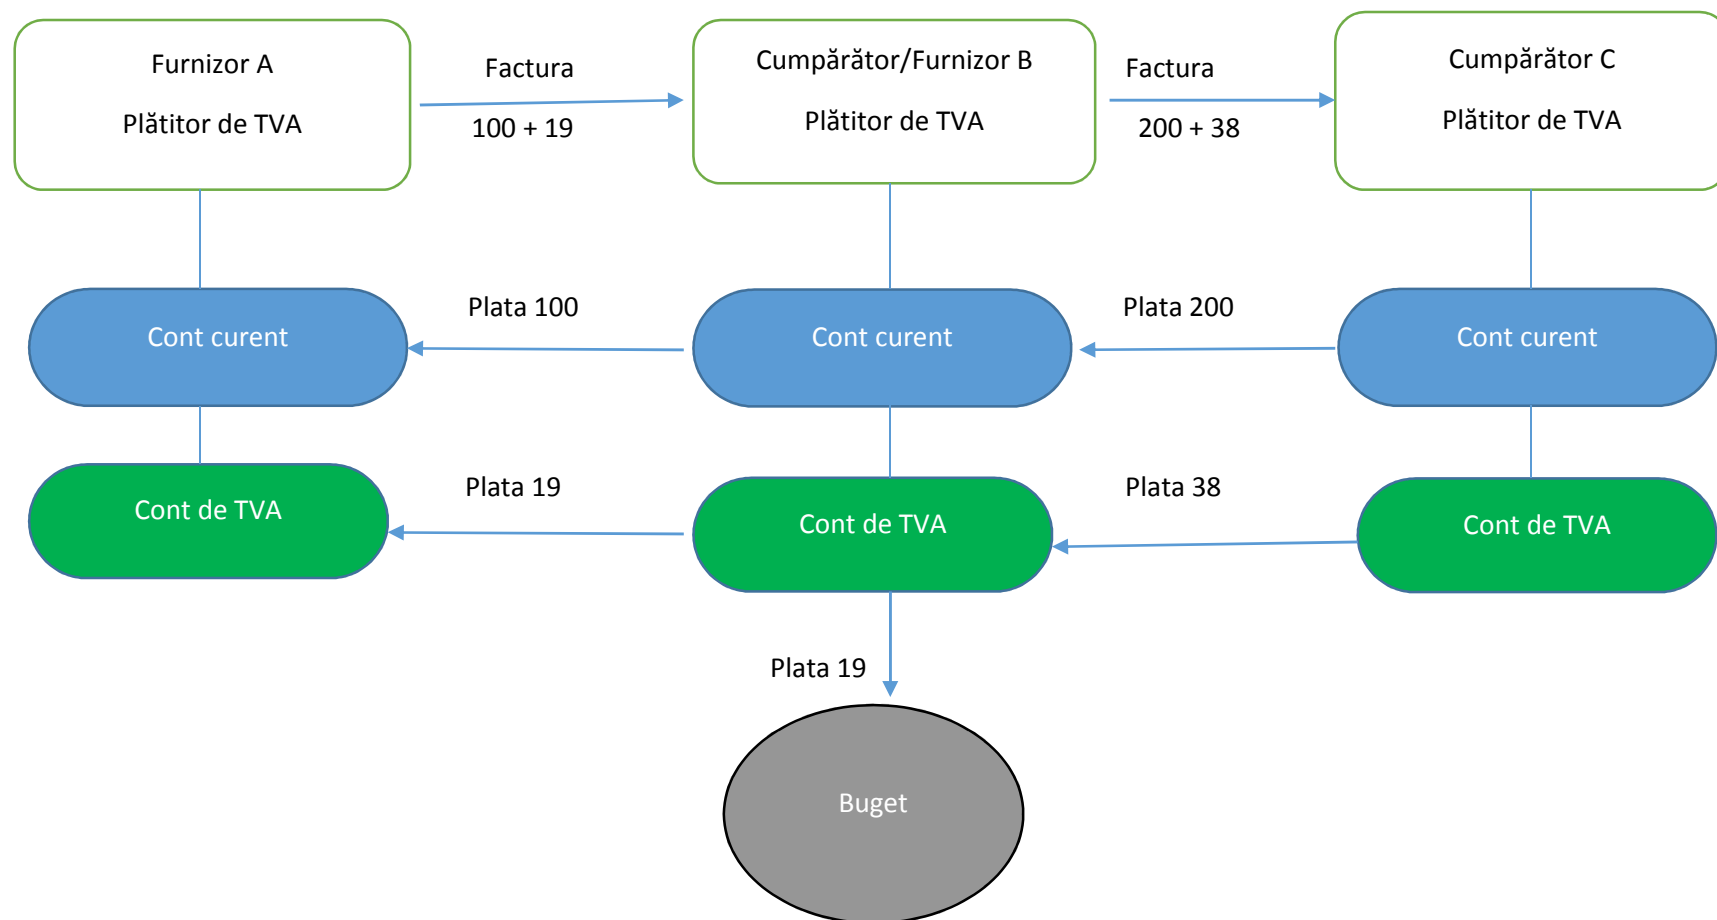 Furnizor A
Plătitor de TVA
Factura
100 + 19
Cumpărător/Furnizor B
Plătitor de TVA
Factura
200 + 38
Cumpărător C
Plătitor de TVA
Cont curent
Plata 100
Cont curent
Plata 200
Cont curent
Cont de TVA
Plata 19
Cont de TVA
Plata 38
Cont de TVA
Plata 19
Buget